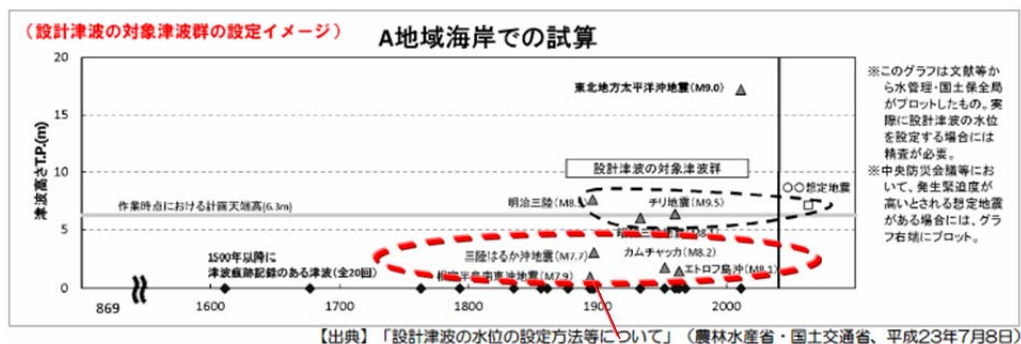 （設計津波の対象津波群の設定イメージ）
A地域海岸での試算
津波高さT.P.(m)
20
15
10
5
0
東北地方太平洋沖地震(M9.0)
設計津波の対象津波群
○○想定地震
明治三陸(M8.
チリ地震(M9.5)
作業時点における計画天端高(6.3m)
三陸はるか沖地震(M7.7)
カムチャッカ(M8.2)
エトロフ島沖(M8.1)
根室半島南東沖地震(M7.9)
1500年以降に
津波痕跡記録のある津波(全20回)
869
1600
1700
1800
1900
2000
※このグラフは文献等か
ら水管理・国土保全局
がプロットしたもの。実
際に設計津波の水位
を設定する場合には
精査が必要。
※中央防災会議等にお
いて、発生緊迫度が
高いとされる想定地震
がある場合には、グラ
フ右端にプロット。
【出典】「設計津波の水位の設定方法等について」（農林水産省・国土交通省、平成23年7月8日）